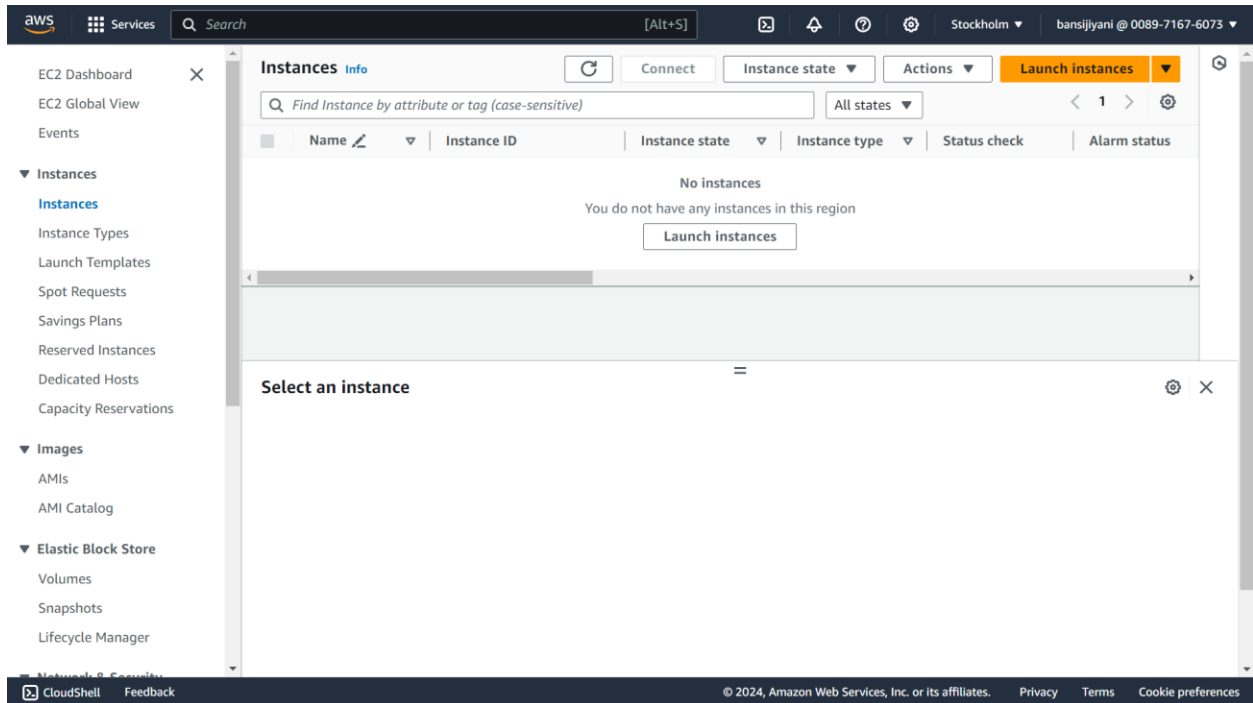 aws Services Search [Alt+S] Stockholm ▼ bansijiyani @ 0089-7167-6073 ▼
EC2 Dashboard
EC2 Global View
Events
Instances
Instances
Instance Types
Launch Templates
Spot Requests
Savings Plans
Reserved Instances
Dedicated Hosts
Capacity Reservations
Images
AMIs
AMI Catalog
Elastic Block Store
Volumes
Snapshots
Lifecycle Manager
Network & Security
Instances Info Connect Instance state ▼ Actions ▼ Launch instances ▼
Find Instance by attribute or tag (case-sensitive) All states ▼ < 1 >
Name Instance ID Instance state Instance type Status check Alarm status
No instances
You do not have any instances in this region
Launch instances
Select an instance
CloudShell Feedback © 2024, Amazon Web Services, Inc. or its affiliates. Privacy Terms Cookie preferences